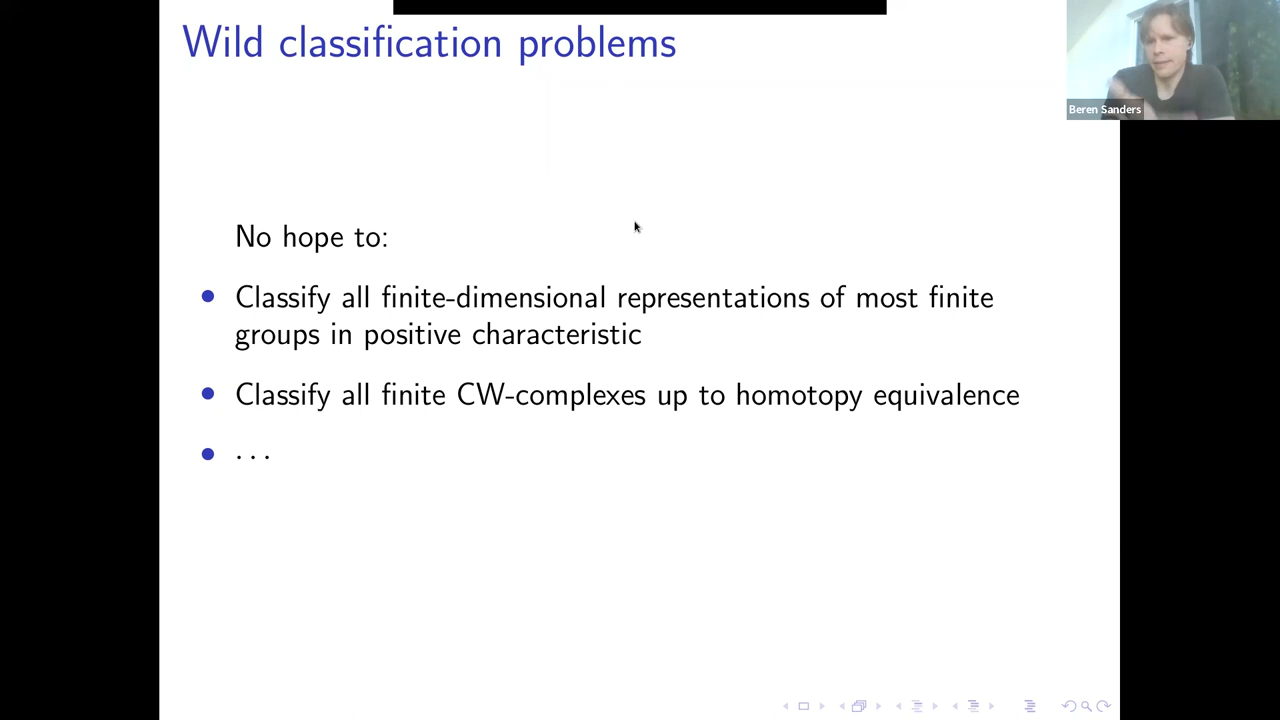 Wild classification problems
Beren Sanders
No hope to:
• Classify all finite-dimensional representations of most finite
groups in positive characteristic
• Classify all finite CW-complexes up to homotopy equivalence
• ...